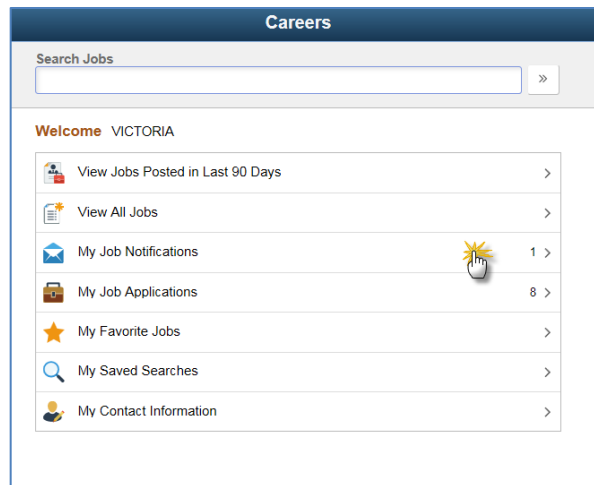 Careers
Search Jobs
»
Welcome VICTORIA
View Jobs Posted in Last 90 Days
View All Jobs
My Job Notifications 1
My Job Applications 8
My Favorite Jobs
My Saved Searches
My Contact Information